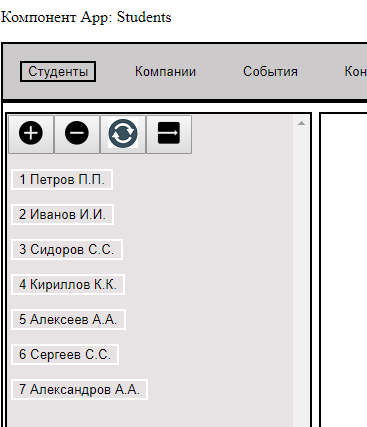 Компонент App: Students
Студенты Компании События Кон
1 Петров П.П.
2 Иванов И.И.
3 Сидоров С.С.
4 Кириллов К.К.
5 Алексеев А.А.
6 Сергеев С.С.
7 Александров А.А.